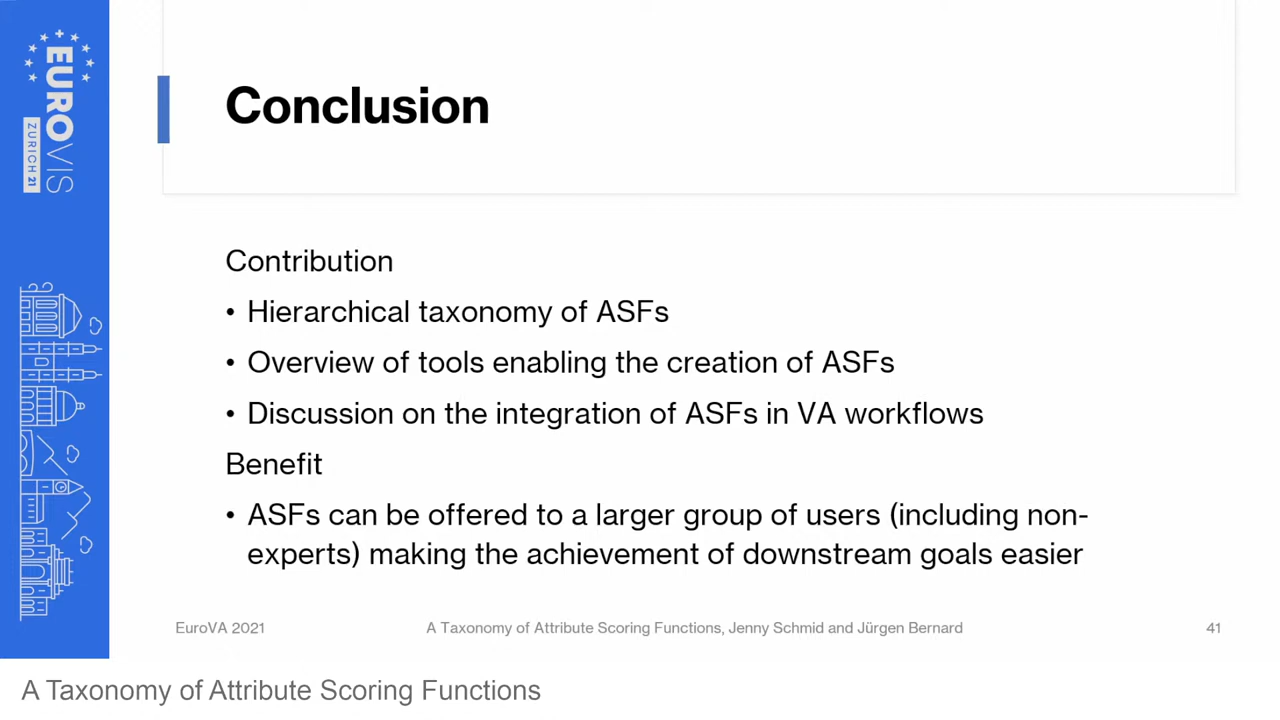 EUROVIS
ZURICH 21
Conclusion
Contribution
• Hierarchical taxonomy of ASFs
• Overview of tools enabling the creation of ASFs
• Discussion on the integration of ASFs in VA workflows
Benefit
• ASFs can be offered to a larger group of users (including non-
experts) making the achievement of downstream goals easier
EuroVA 2021
A Taxonomy of Attribute Scoring Functions, Jenny Schmid and Jürgen Bernard
41
A Taxonomy of Attribute Scoring Functions